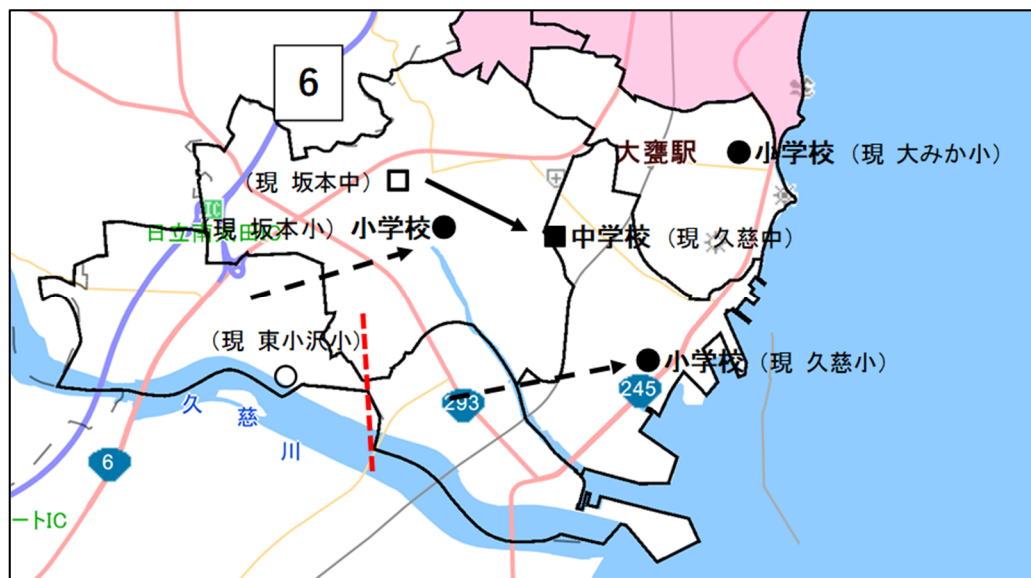 6
大甕駅
小学校 (現 大みか小)
(現 坂本中)
IC
日立南太田IC
(現 坂本小) 小学校
中学校 (現 久慈中)
(現 東小沢小)
小学校 (現 久慈小)
245
293
久
慈
川
6
ートIC